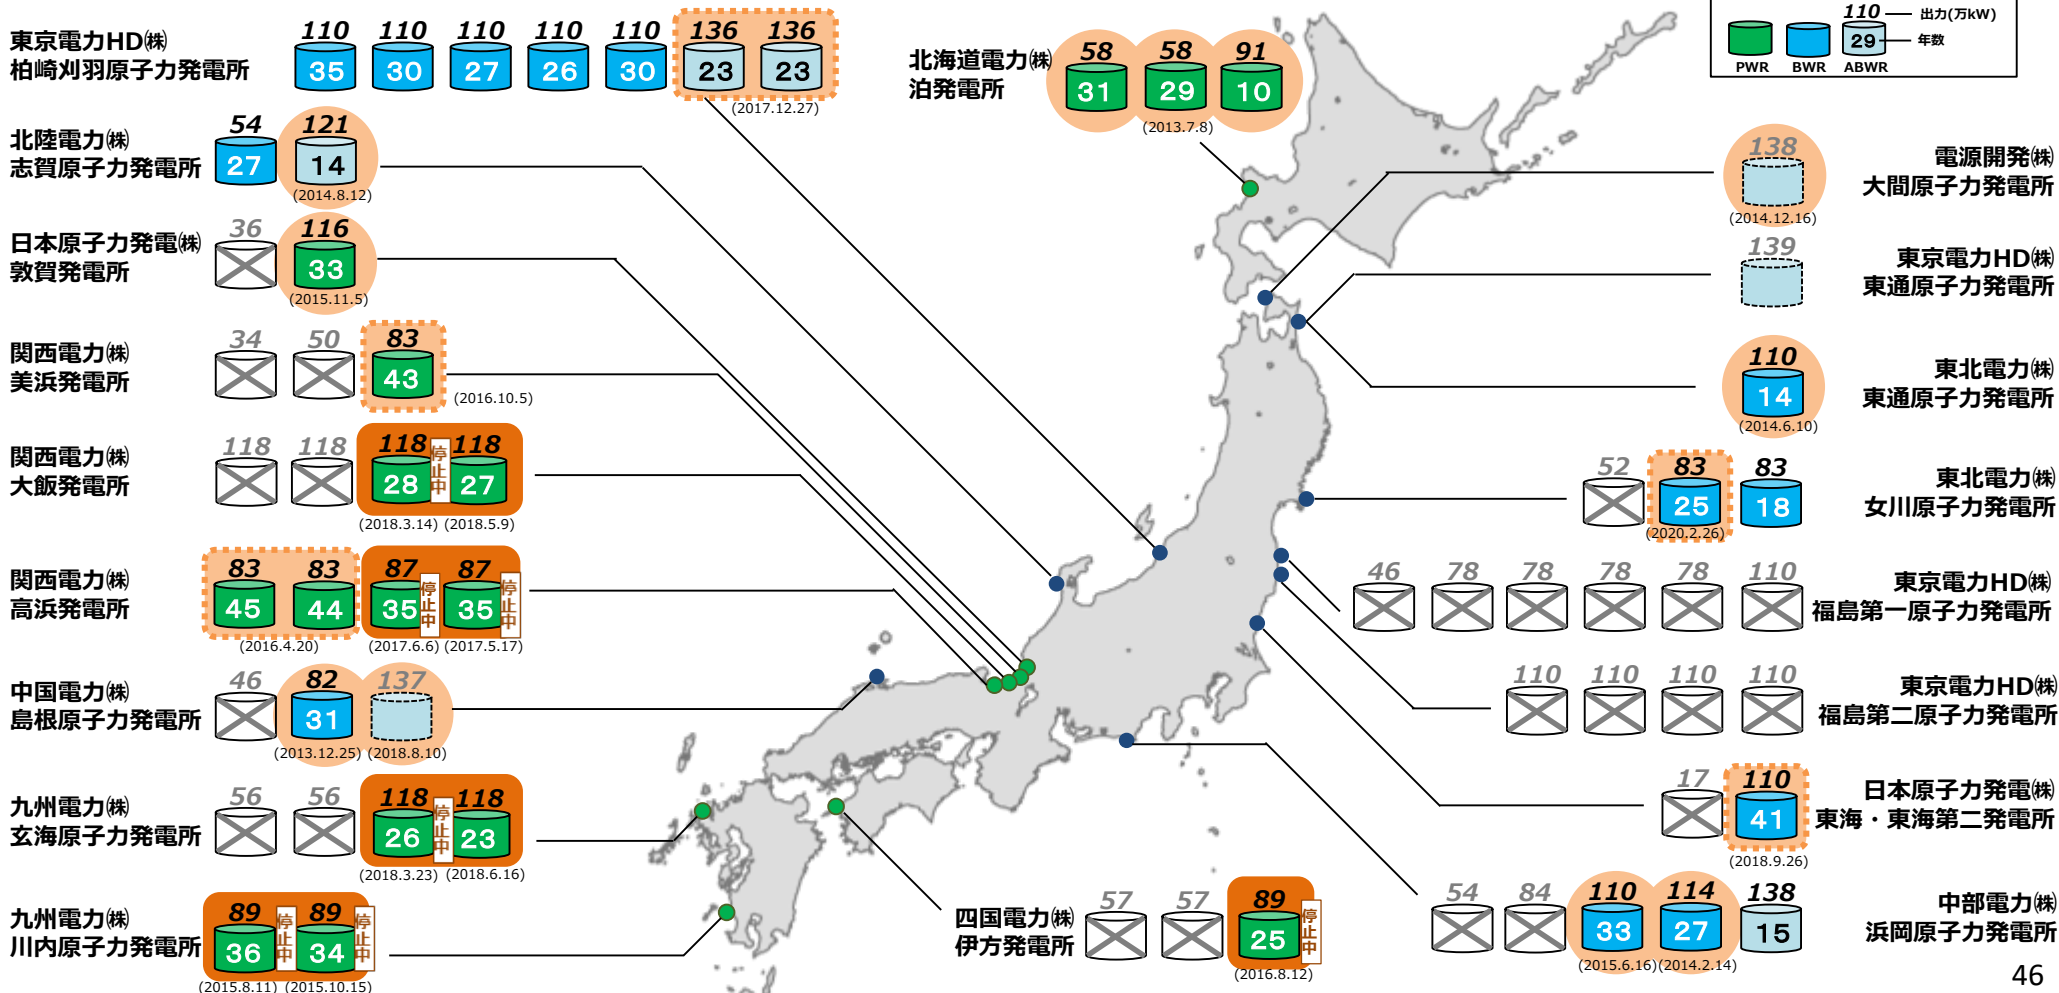 東京電力HD㈱
柏崎刈羽原子力発電所
110 110 110 110 110 136 136
35 30 27 26 30 23 23
(2017.12.27)
北陸電力㈱
志賀原子力発電所
54 121
27 14
(2014.8.12)
日本原子力発電㈱
敦賀発電所
36 116
33
(2015.11.5)
関西電力㈱
美浜発電所
34 50 83
43
(2016.10.5)
関西電力㈱
大飯発電所
118 118 118 118
28 停止中 27
(2018.3.14) (2018.5.9)
関西電力㈱
高浜発電所
83 83 87 87
45 44 35 停止中 35 停止中
(2016.4.20) (2017.6.6) (2017.5.17)
中国電力㈱
島根原子力発電所
46 82 137
31
(2013.12.25) (2018.8.10)
九州電力㈱
玄海原子力発電所
56 56 118 118
26 停止中 23
(2018.3.23) (2018.6.16)
九州電力㈱
川内原子力発電所
89 89
36 停止中 34 停止中
(2015.8.11) (2015.10.15)
北海道電力㈱
泊発電所
58 58 91
31 29 10
(2013.7.8)
110 出力(万kW)
29 年数
PWR BWR ABWR
138
電源開発㈱
大間原子力発電所
(2014.12.16)
139
東京電力HD㈱
東通原子力発電所
110
14
東北電力㈱
東通原子力発電所
(2014.6.10)
52 83 83
25 18
東北電力㈱
女川原子力発電所
(2020.2.26)
46 78 78 78 78 110
東京電力HD㈱
福島第一原子力発電所
110 110 110 110
東京電力HD㈱
福島第二原子力発電所
17 110
41
日本原子力発電㈱
東海・東海第二発電所
(2018.9.26)
54 84 110 114 138
33 27 15
中部電力㈱
浜岡原子力発電所
(2015.6.16) (2014.2.14)
四国電力㈱
伊方発電所
57 57 89
25 停止中
(2016.8.12)
46